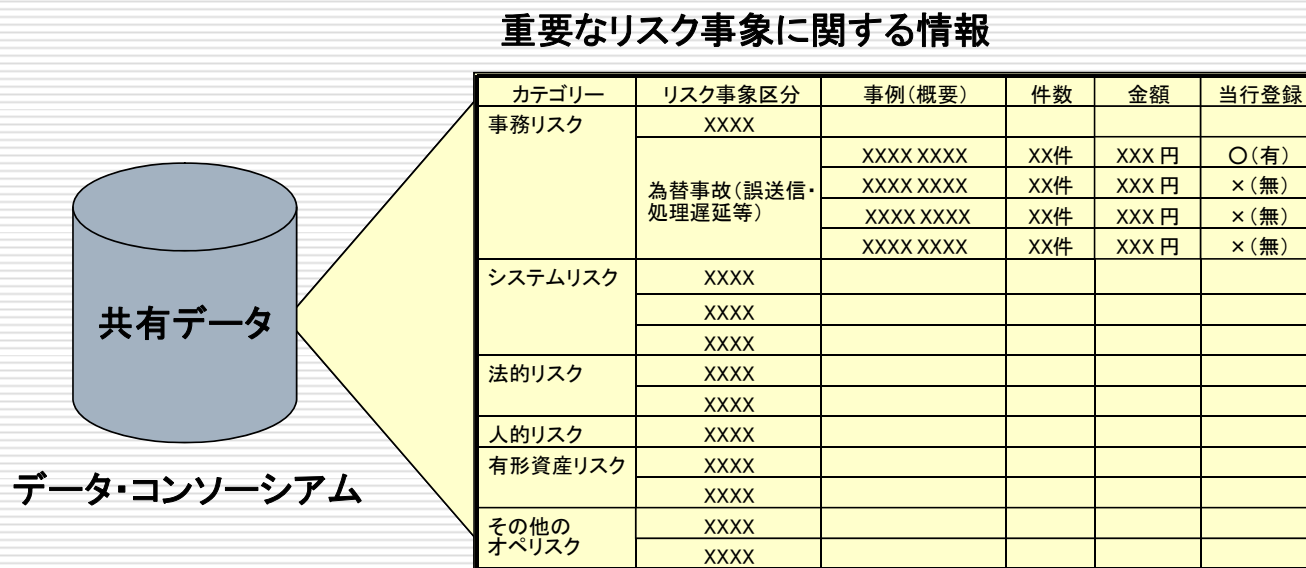 重要なリスク事象に関する情報
カテゴリー リスク事象区分 事例(概要) 件数 金額 当行登録
事務リスク XXXX
為替事故(誤送信・
処理遅延等)
XXXX XXXX XX件 XXX 円 〇(有)
XXXX XXXX XX件 XXX 円 ×(無)
XXXX XXXX XX件 XXX 円 ×(無)
XXXX XXXX XX件 XXX 円 ×(無)
システムリスク XXXX
XXXX
XXXX
法的リスク XXXX
XXXX
人的リスク XXXX
有形資産リスク XXXX
XXXX
その他の
オペリスク
XXXX
XXXX
共有データ
データ・コンソーシアム